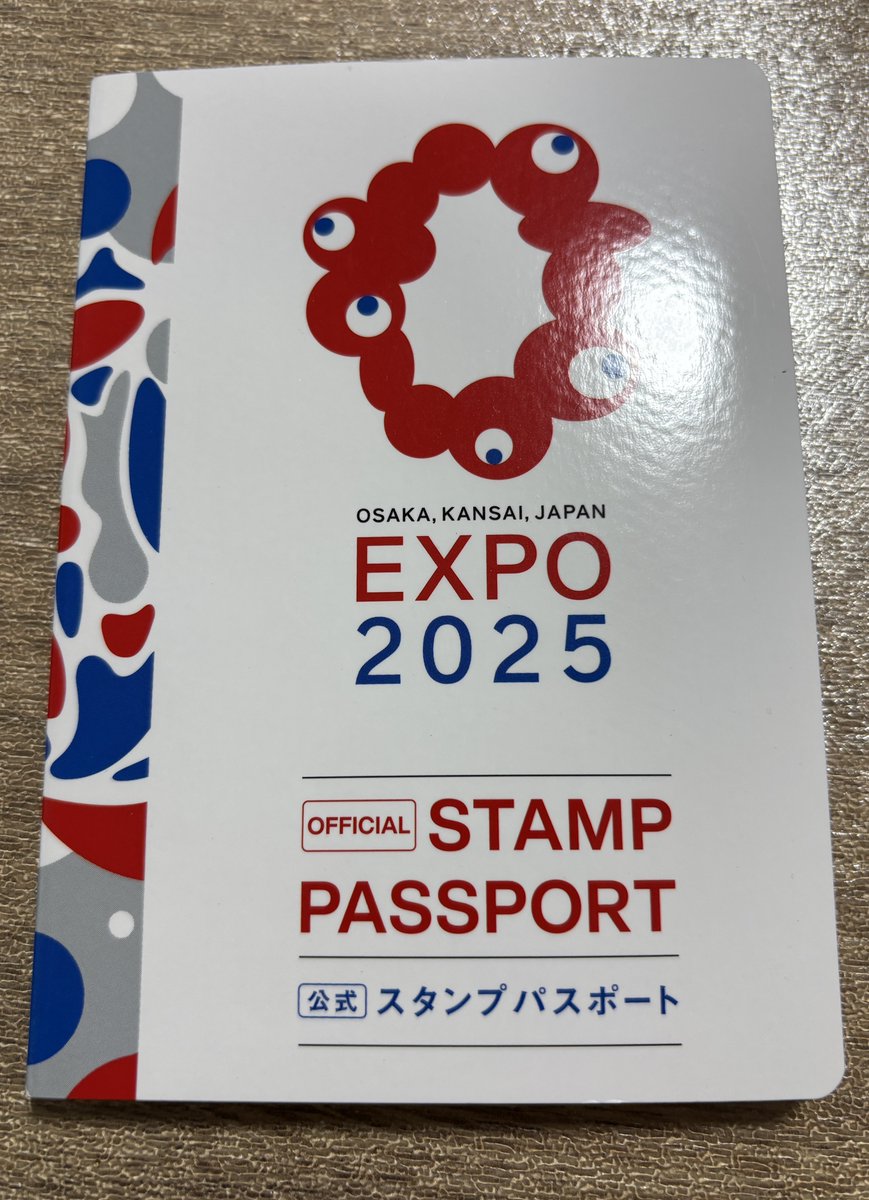 OSAKA, KANSAI, JAPAN
EXPO
2025
OFFICIAL STAMP
PASSPORT
公式 スタンプパスポート